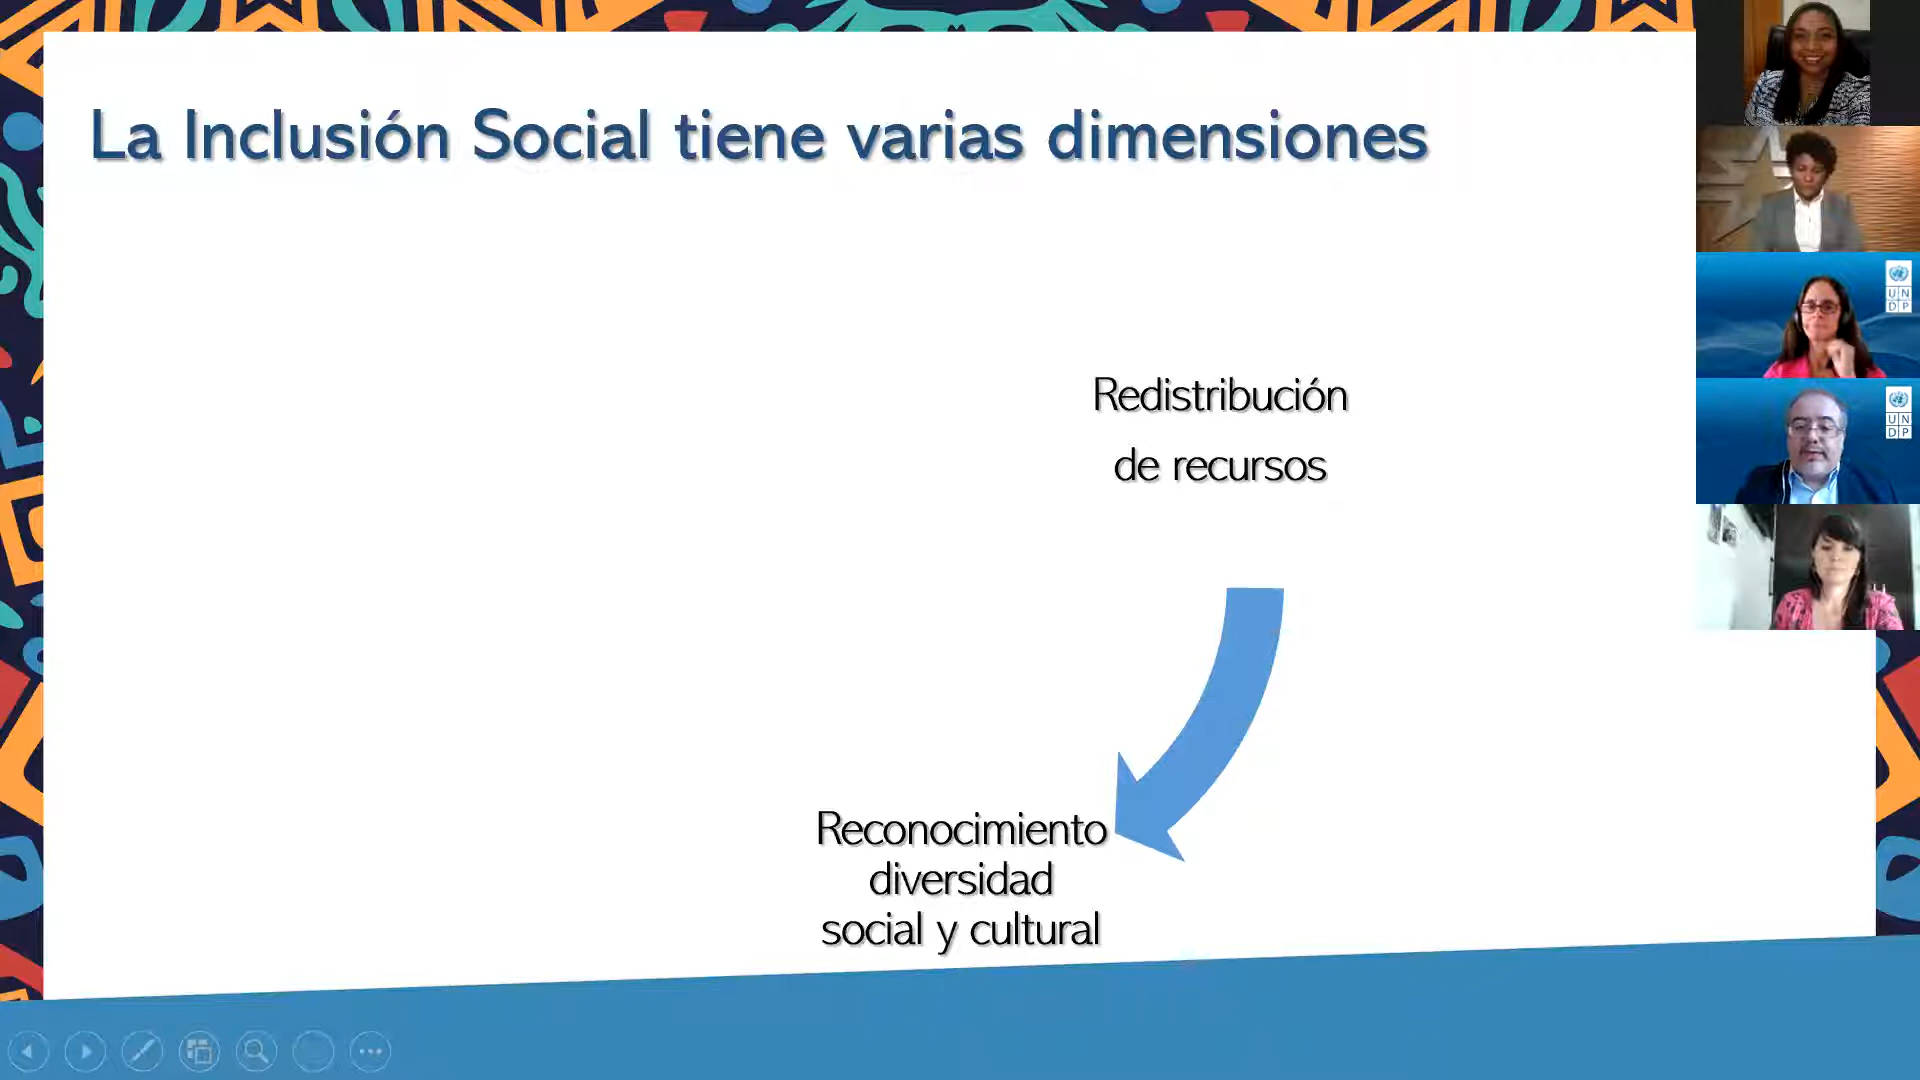 La Inclusión Social tiene varias dimensiones
Redistribución
de recursos
Reconocimiento
diversidad
social y cultural
U N
D P
U N
D P